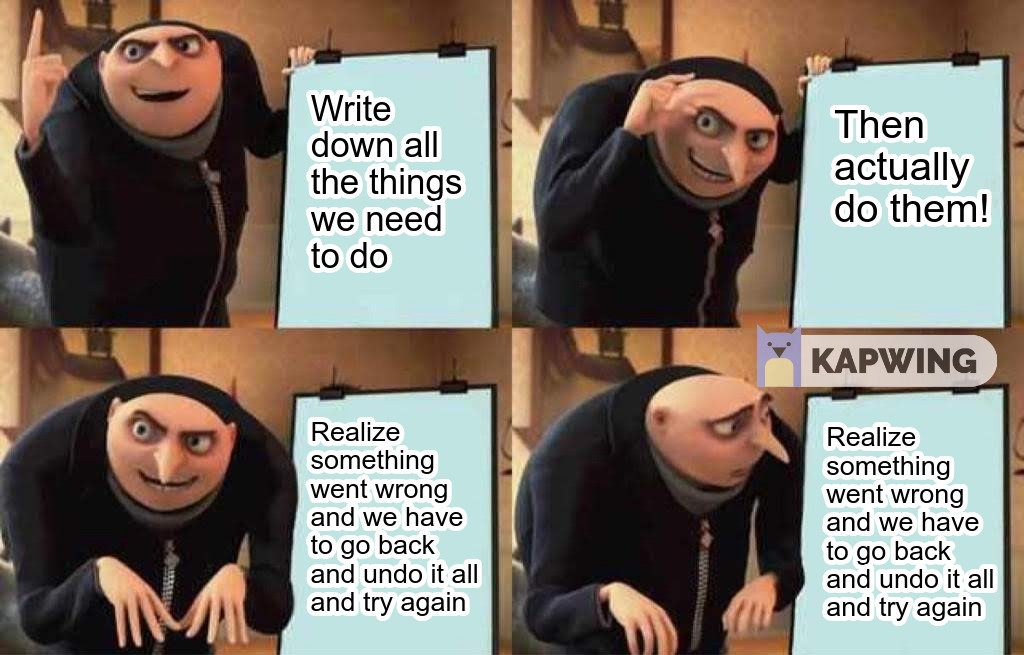 Write
down all
the things
we need
to do
Then
actually
do them!
Realize
something
went wrong
and we have
to go back
and undo it all
and try again
KAPWING
Realize
something
went wrong
and we have
to go back
and undo it all
and try again